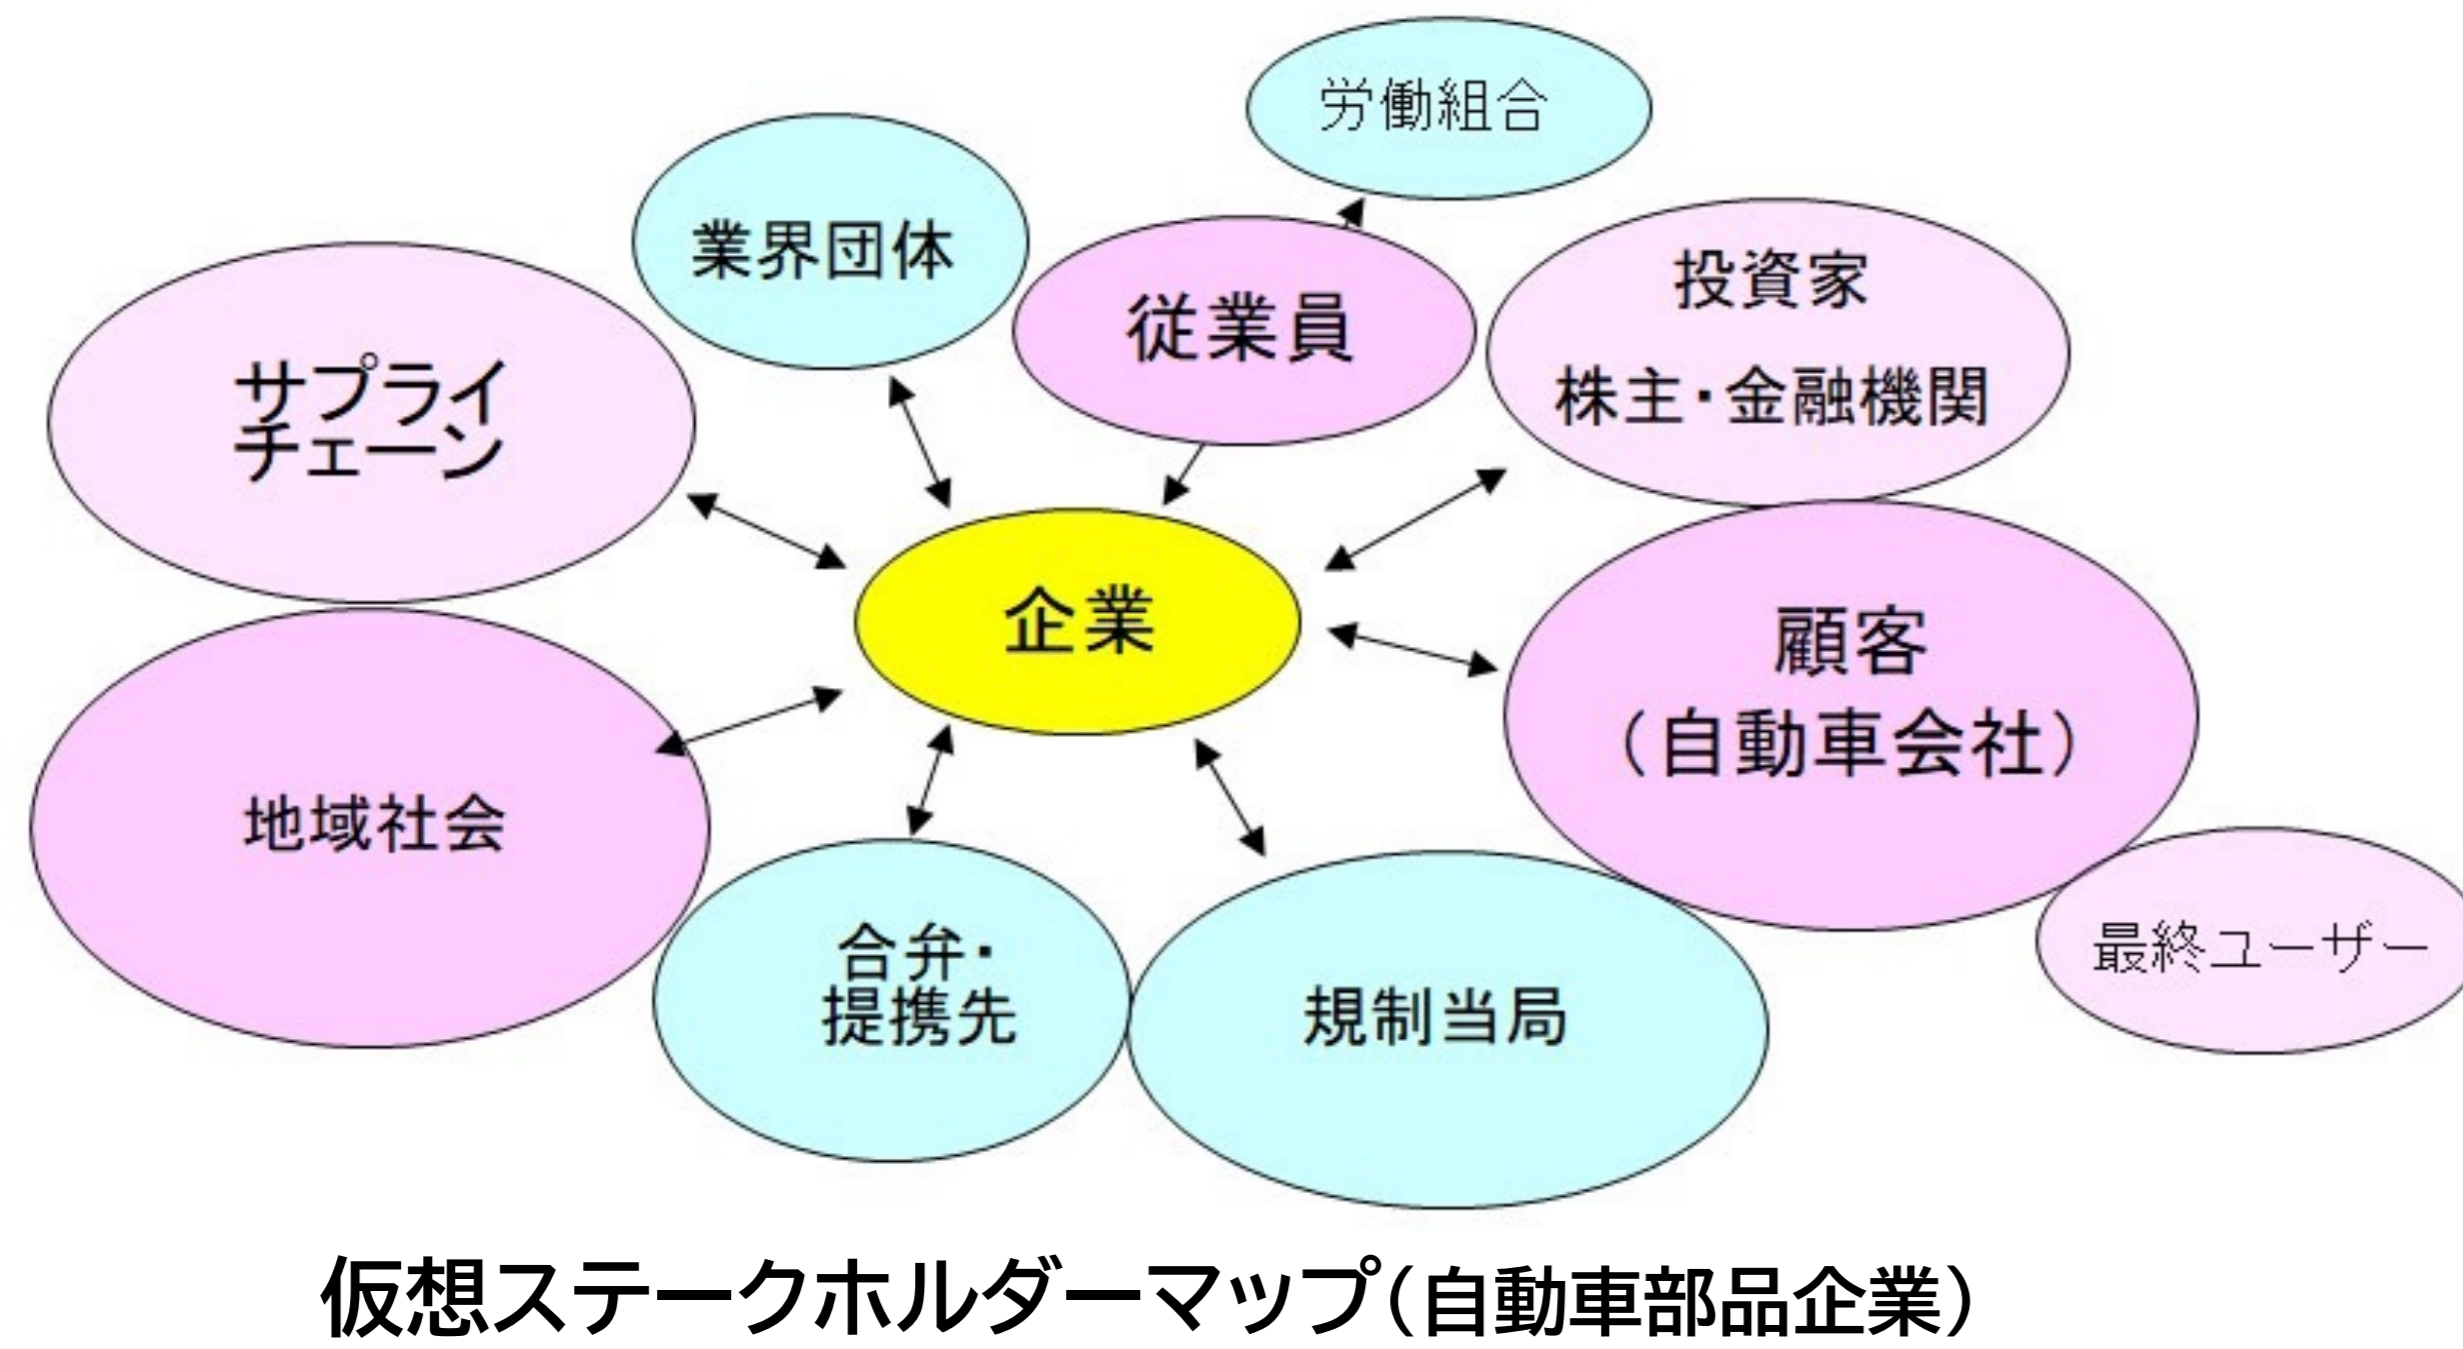 労働組合
業界団体
従業員
投資家
株主・金融機関
サプライ
チェーン
企業
顧客
（自動車会社）
地域社会
合弁・
提携先
規制当局
最終ユーザー
仮想ステークホルダーマップ（自動車部品企業）